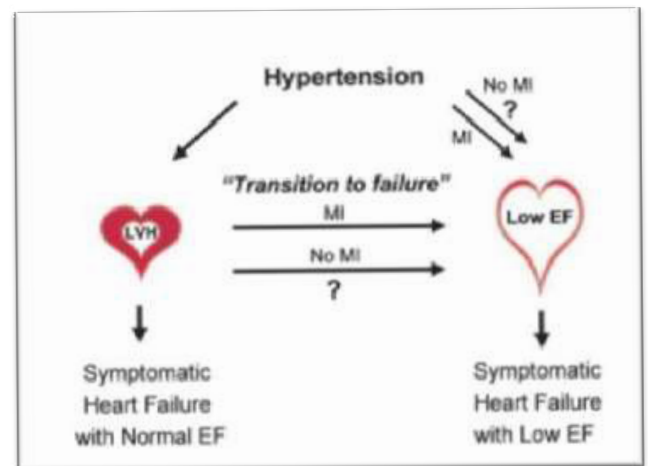 Hypertension
No MI
?
MI
"Transition to failure"
MI
LVH
Low EF
No MI
?
Symptomatic
Heart Failure
with Normal EF
Symptomatic
Heart Failure
with Low EF